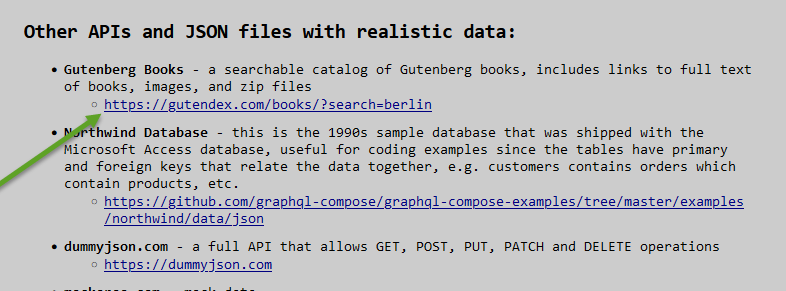 Other APIs and JSON files with realistic data:
• Gutenberg Books - a searchable catalog of Gutenberg books, includes links to full text
of books, images, and zip files
○ https://gutendex.com/books/?search=berlin
• Northwind Database - this is the 1990s sample database that was shipped with the
Microsoft Access database, useful for coding examples since the tables have primary
and foreign keys that relate the data together, e.g. customers contains orders which
contain products, etc.
○ https://github.com/graphql-compose/graphql-compose-examples/tree/master/examples
/northwind/data/json
• dummyjson.com - a full API that allows GET, POST, PUT, PATCH and DELETE operations
○ https://dummyjson.com